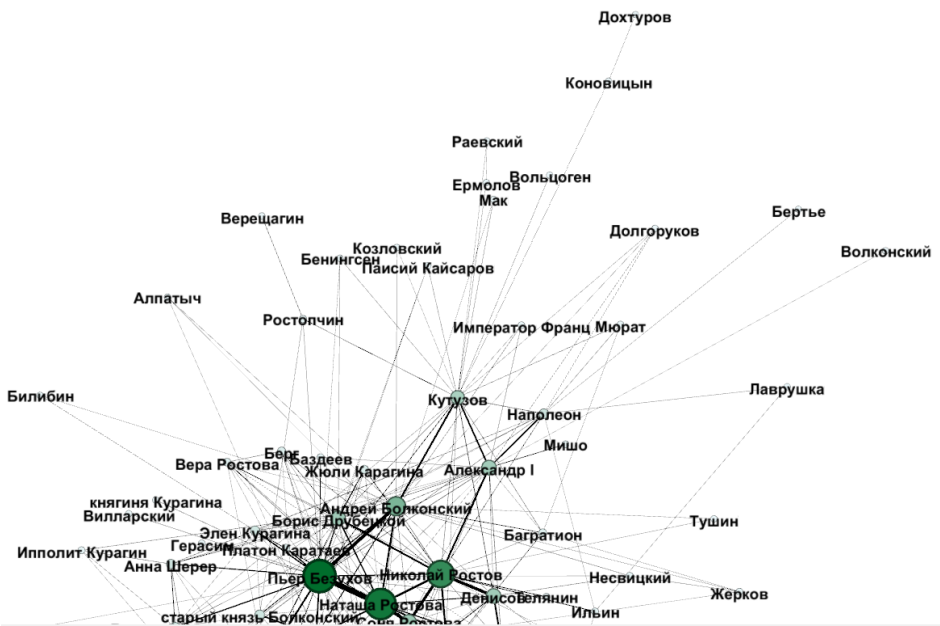 Дохтуров
Коновицын
Раевский
Вольцоген
Ермолов
Мак
Бертье
Верещагин
Долгоруков
Козловский
Волконский
Бенингсен
Паисий Кайсаров
Алпатыч
Ростопчин
Император Франц
Мюрат
Лаврушка
Билибин
Кутузов
Наполеон
Мишо
Берг
Баздеев
Вера Ростова
Жюли Карагина
Александр I
княгиня Курагина
Андрей Болконский
Вилларский
Борис Друбецкой
Тушин
Элен Курагина
Багратион
Герасим
Платон Каратаев
Ипполит Курагин
Анна Шерер
Николай Ростов
Пьер Безухов
Несвицкий
Жерков
Денисов
Телянин
Наташа Ростова
Ильин
старый князь Болконский
Соня Ростова